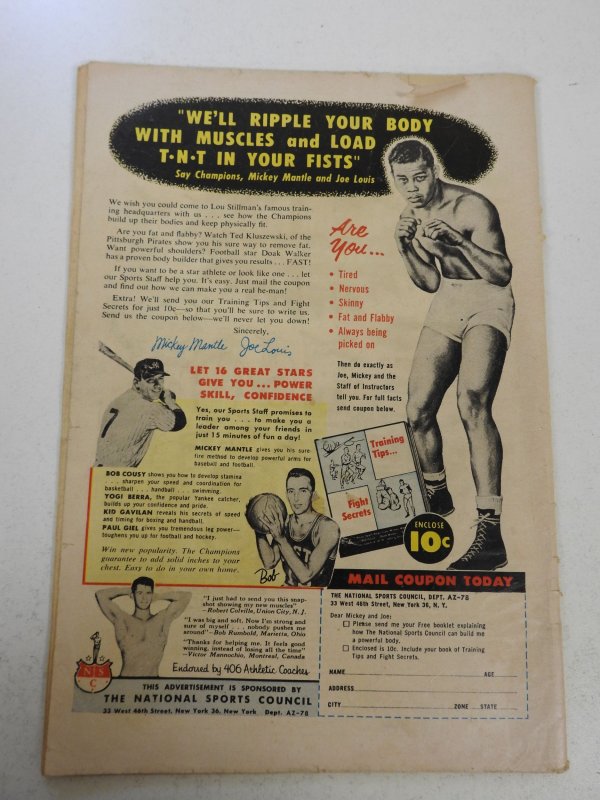 "WE'LL RIPPLE YOUR BODY
WITH MUSCLES and LOAD
T·N·T IN YOUR FISTS"
Say Champions, Mickey Mantle and Joe Louis
We wish you could come to Lou Stillman's famous train-
ing headquarters with us . . . see how the Champions
build up their bodies and keep physically fit.
Are you fat and flabby? Watch Ted Kluszewski, of the
Pittsburgh Pirates show you his sure way to remove fat.
Want powerful shoulders? Football star Doak Walker
has a proven body builder that gives you results . . . FAST!
If you want to be a star athlete or look like one . . . let
our Sports Staff help you. It's easy. Just mail the coupon
and find out how we can make you a real he-man!
Extra! We'll send you our Training Tips and Fight
Secrets for just 10c—so that you'll be sure to write us.
Send us the coupon below—we'll never let you down!
Sincerely,
Mickey Mantle Joe Louis
Are
You...
• Tired
• Nervous
• Skinny
• Fat and Flabby
• Always being
picked on
Then do exactly as
Joe, Mickey and the
Staff of Instructors
tell you. For full facts
send coupon below.
LET 16 GREAT STARS
GIVE YOU ... POWER
SKILL, CONFIDENCE
Yes, our Sports Staff promises to
train you . . . to make you a
leader among your friends in
just 15 minutes of fun a day!
MICKEY MANTLE gives you his sure
fire method to develop powerful arms for
baseball and football.
7
BOB COUSY shows you how to develop stamina
. . . sharpen your speed and coordination for
basketball . . . handball . . . swimming.
YOGI BERRA, the popular Yankee catcher,
builds up your confidence and pride.
KID GAVILAN reveals his secrets of speed
and timing for boxing and handball.
PAUL GIEL gives you tremendous leg power—
toughens you up for football and hockey.
Win new popularity. The Champions
guarantee to add solid inches to your
chest. Easy to do in your own home.
Bob
Training
Tips...
Fight
Secrets
ENCLOSE
10c
"I just had to send you this snap-
shot showing my new muscles"
-Robert Colville, Union City, N. J.
"I was big and soft. Now I'm strong and
sure of myself . . . nobody pushes me
around"-Bob Rumbold, Marietta, Ohio
"Thanks for helping me. It feels good
winning, instead of losing all the time"
-Victor Mannochio, Montreal, Canada
Endorsed by 406 Athletic Coaches
N S
C
THIS ADVERTISEMENT IS SPONSORED BY
THE NATIONAL SPORTS COUNCIL
33 West 46th Street, New York 36, New York Dept. AZ-78
MAIL COUPON TODAY
THE NATIONAL SPORTS COUNCIL, DEPT. AZ-78
33 West 46th Street, New York 36, N. Y.
Dear Mickey and Joe:
Please send me your Free booklet explaining
how The National Sports Council can build me
a powerful body.
Enclosed is 10c. Include your book of Training
Tips and Fight Secrets.
NAME AGE
ADDRESS
CITY ZONE STATE